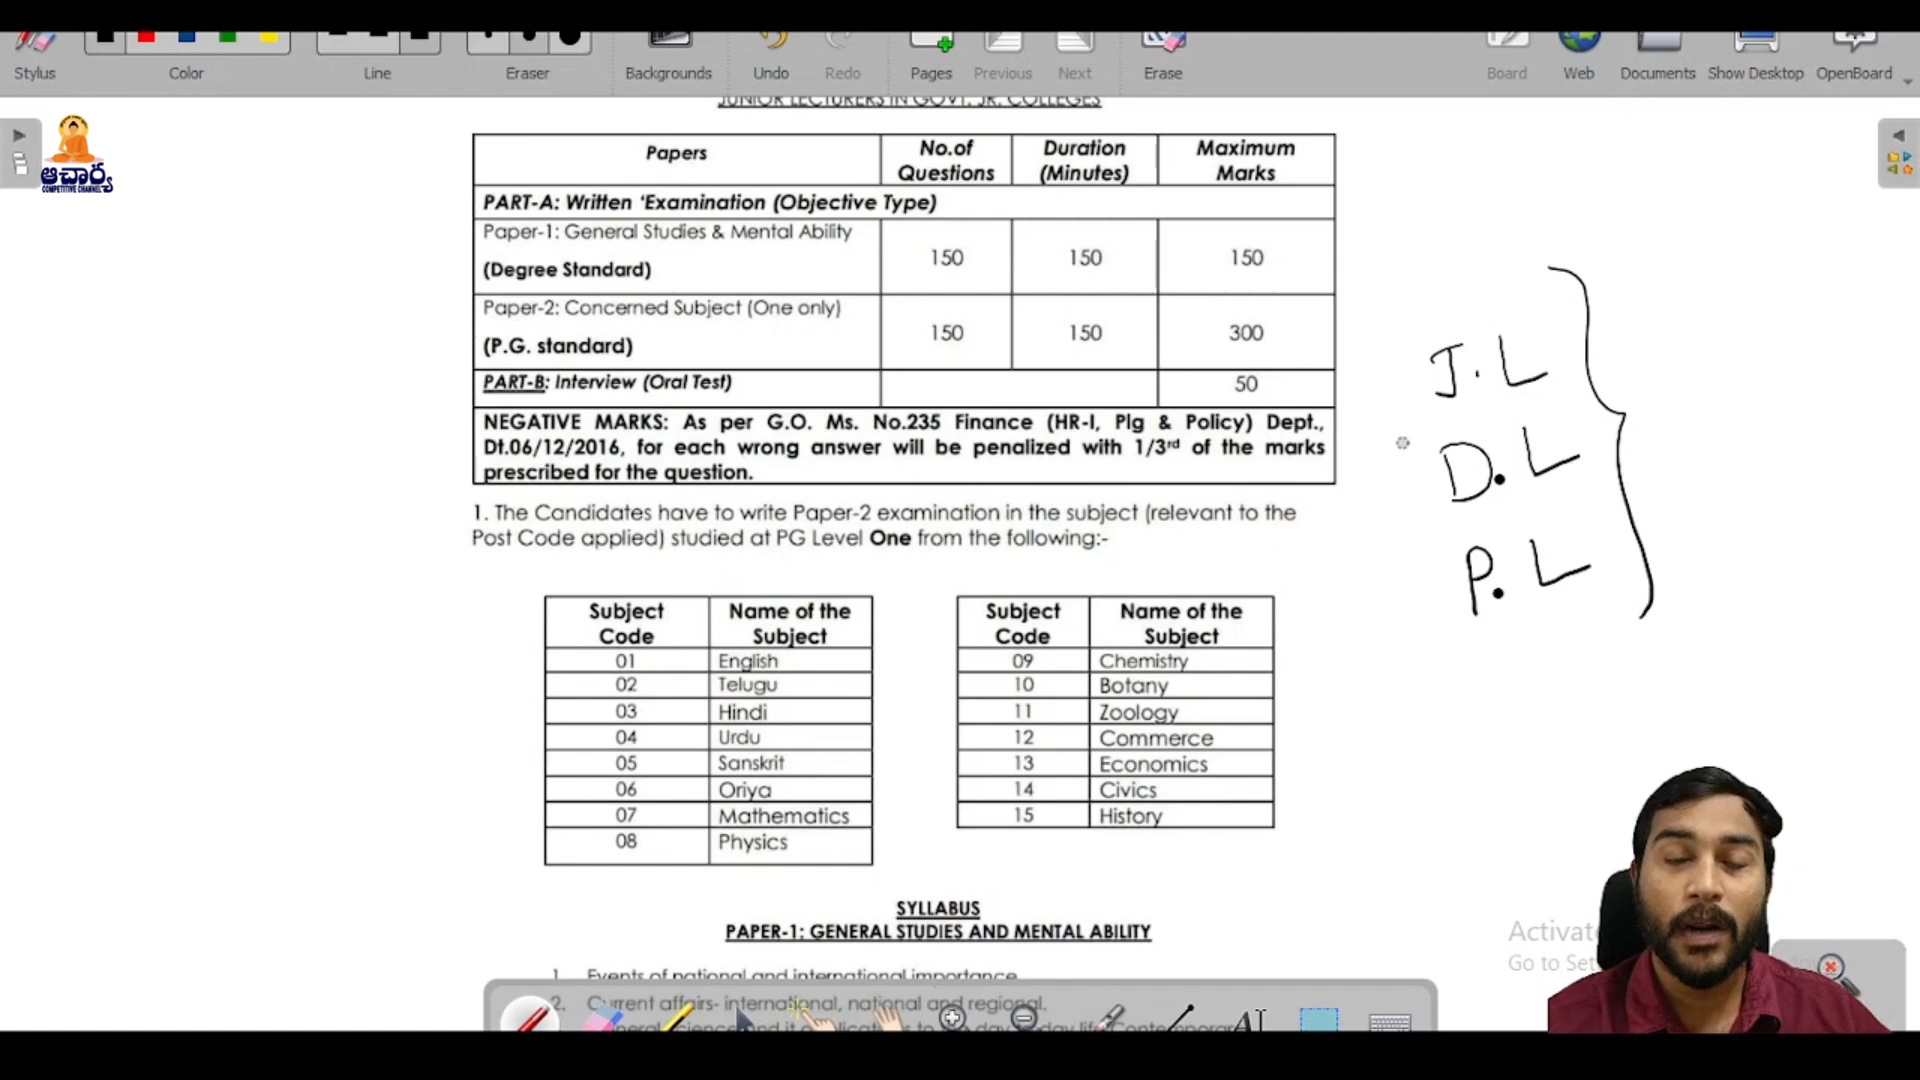 Stylus
Color
Line
Eraser
Backgrounds
Undo
Redo
Pages
Previous
Next
Erase
Board
Web
Documents
Show Desktop
OpenBoard
ఆచార్య
COMPETITIVE CHANNEL
JUNIOR LECTURERS IN GOVT. JR. COLLEGES
Papers No.of Questions Duration (Minutes) Maximum Marks
PART-A: Written ‘Examination (Objective Type)
Paper-1: General Studies & Mental Ability
(Degree Standard) 150 150 150
Paper-2: Concerned Subject (One only)
(P.G. standard) 150 150 300
PART-B: Interview (Oral Test) 50
NEGATIVE MARKS: As per G.O. Ms. No.235 Finance (HR-I, Plg & Policy) Dept.,
Dt.06/12/2016, for each wrong answer will be penalized with 1/3rd of the marks
prescribed for the question.
1. The Candidates have to write Paper-2 examination in the subject (relevant to the
Post Code applied) studied at PG Level One from the following:-
Subject Code Name of the Subject
01 English
02 Telugu
03 Hindi
04 Urdu
05 Sanskrit
06 Oriya
07 Mathematics
08 Physics
Subject Code Name of the Subject
09 Chemistry
10 Botany
11 Zoology
12 Commerce
13 Economics
14 Civics
15 History
J.L
D.L
P.L
SYLLABUS
PAPER-1: GENERAL STUDIES AND MENTAL ABILITY
1. Events of national and international importance.
2. Current affairs- international, national and regional.
Go to